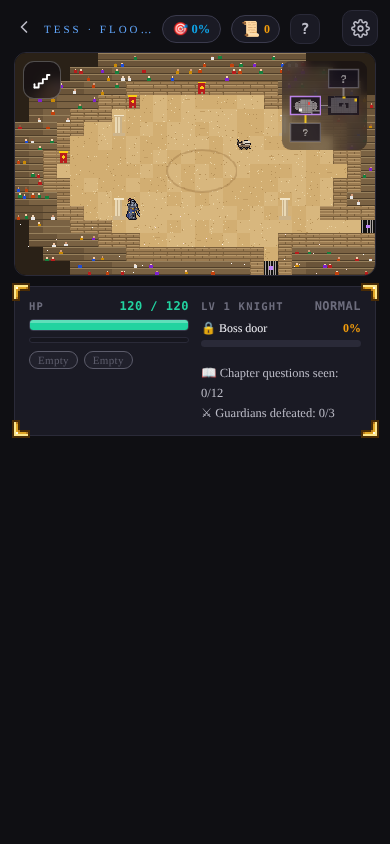 TESS · FLOO…
🎯 0%
📜 0
?
?
?
HP 120 / 120
Empty Empty
LV 1 KNIGHT NORMAL
🔒 Boss door 0%
📖 Chapter questions seen:
0/12
⚔ Guardians defeated: 0/3